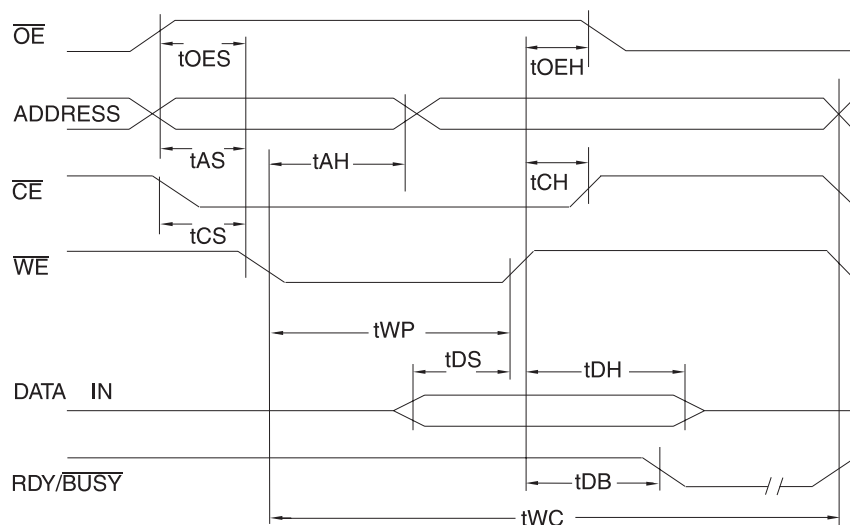 OE
tOES
tOEH
ADDRESS
tAS
tAH
tCH
CE
tCS
WE
tWP
tDS
tDH
DATA IN
RDY/BUSY
tDB
tWC